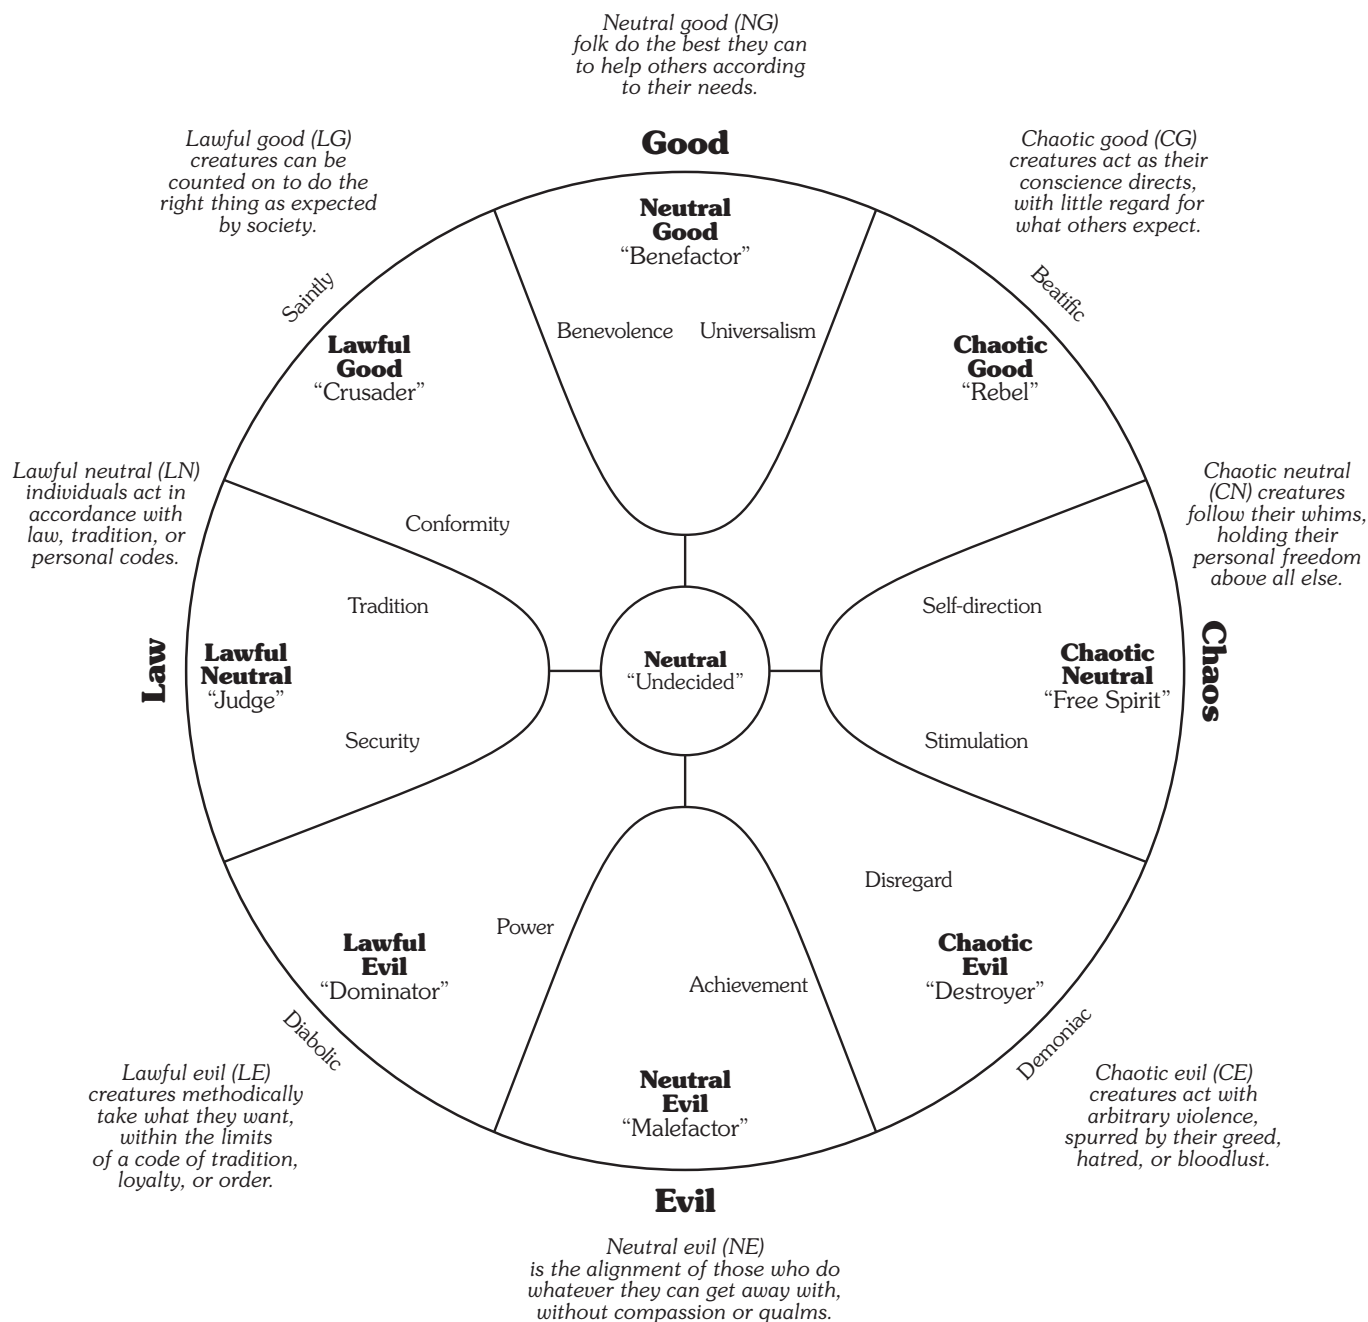 Neutral good (NG)
folk do the best they can
to help others according
to their needs.
Lawful good (LG)
creatures can be
counted on to do the
right thing as expected
by society.
Good
Chaotic good (CG)
creatures act as their
conscience directs,
with little regard for
what others expect.
Neutral
Good
“Benefactor”
Saintly
Beatific
Benevolence
Universalism
Lawful
Good
“Crusader”
Chaotic
Good
“Rebel”
Lawful neutral (LN)
individuals act in
accordance with
law, tradition, or
personal codes.
Conformity
Chaotic neutral
(CN) creatures
follow their whims,
holding their
personal freedom
above all else.
Tradition
Self-direction
Law
Lawful
Neutral
“Judge”
Neutral
“Undecided”
Chaotic
Neutral
“Free Spirit”
Chaos
Security
Stimulation
Disregard
Power
Lawful
Evil
“Dominator”
Achievement
Chaotic
Evil
“Destroyer”
Diabolic
Demoniac
Neutral
Evil
“Malefactor”
Lawful evil (LE)
creatures methodically
take what they want,
within the limits
of a code of tradition,
loyalty, or order.
Chaotic evil (CE)
creatures act with
arbitrary violence,
spurred by their greed,
hatred, or bloodlust.
Evil
Neutral evil (NE)
is the alignment of those who do
whatever they can get away with,
without compassion or qualms.